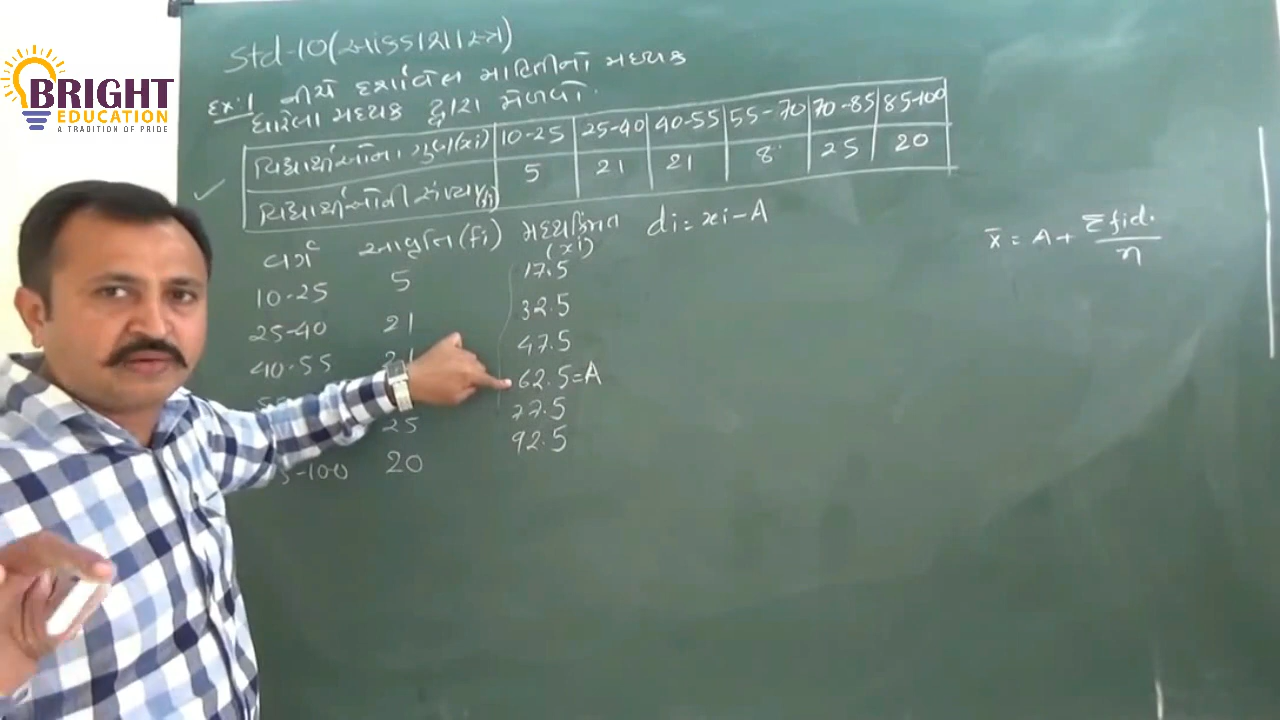 BRIGHT
EDUCATION
A TRADITION OF PRIDE
Std-10(આંકડાશાસ્ત્ર)
Ex:1 નીચે દર્શાવેલ માહિતીનો મધ્યક
ધારેલા મધ્યક દ્વારા મેળવો.
વિદ્યાર્થીઓના ગુણ(xi) 10-25 25-40 40-55 55-70 70-85 85-100
વિદ્યાર્થીઓની સંખ્યા(fi) 5 21 21 8 25 20
વર્ગ આવૃત્તિ(fi) મધ્યકિંમત (xi) di = xi - A
x̄ = A + Σfidi / n
10-25 5 17.5
25-40 21 32.5
40-55 21 47.5
62.5=A
25 77.5
-100 20 92.5